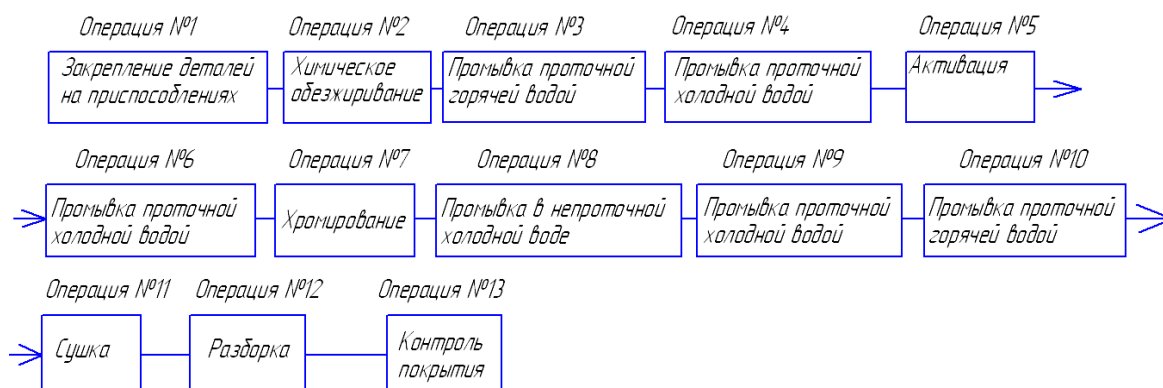 Операция №1
Операция №2
Операция №3
Операция №4
Операция №5
Закрепление деталей
на приспособлениях
Химическое
обезжиривание
Промывка проточной
горячей водой
Промывка проточной
холодной водой
Активация
Операция №6
Операция №7
Операция №8
Операция №9
Операция №10
Промывка проточной
холодной водой
Хромирование
Промывка в непроточной
холодной воде
Промывка проточной
холодной водой
Промывка проточной
горячей водой
Операция №11
Операция №12
Операция №13
Сушка
Разборка
Контроль
покрытия